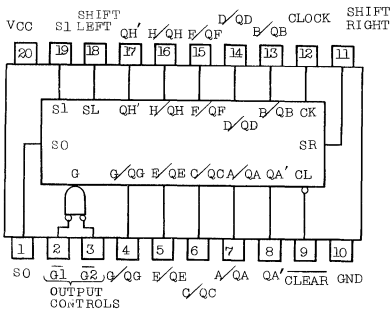 D/QD
VCC S1 SHIFT LEFT QH' H/QH E/QF B/QB CLOCK SHIFT RIGHT
20 19 18 17 16 15 14 13 12 11
S1 SL QH' H/QH E/QF D/QD B/QB CK
SO SR
G G/QG E/QE C/QC A/QA QA' CL
1 2 3 4 5 6 7 8 9 10
SO G1 G2 G/QG E/QE C/QC A/QA QA' CLEAR GND
OUTPUT
CONTROLS